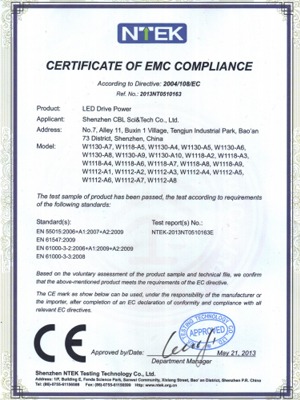 NTEK
CERTIFICATE OF EMC COMPLIANCE
According to Directive: 2004/108/EC
Ref. No.: 2013NT0510163
Product: LED Drive Power
Applicant: Shenzhen CBL Sci&Tech Co., Ltd.
Address: No.7, Alley 11, Buxin 1 Village, Tengjun Industrial Park, Bao'an
73 District, Shenzhen, China
Model: W1130-A7, W1118-A5, W1130-A4, W1130-A5, W1130-A6,
W1130-A8, W1130-A9, W1130-A10, W1118-A2, W1118-A3,
W1118-A4, W1118-A6, W1118-A7, W1118-A8, W1118-A9,
W1112-A1, W1112-A2, W1112-A3, W1112-A4, W1112-A5,
W1112-A6, W1112-A7, W1112-A8
The test sample of product has been passed, the test according to requirements
of the following standards.
Standard(s): Test report(s) No.:
EN 55015:2006+A1:2007+A2:2009 NTEK-2013NT0510163E
EN 61547:2009
EN 61000-3-2:2006+A1:2009+A2:2009
EN 61000-3-3:2008
Based on the voluntary assessment of the product sample and technical file, we confirm
that the above-mentioned product meets the requirements of the EC directive.
The CE mark as show below can be used, under the responsibility of the manufacturer or
the importer, after completion of an EC declaration of conformity and compliance with all
relevant EC directives.
CE
APPROVED
Approved by/Date: May 21, 2013
Department Manager
Shenzhen NTEK Testing Technology Co., Ltd.